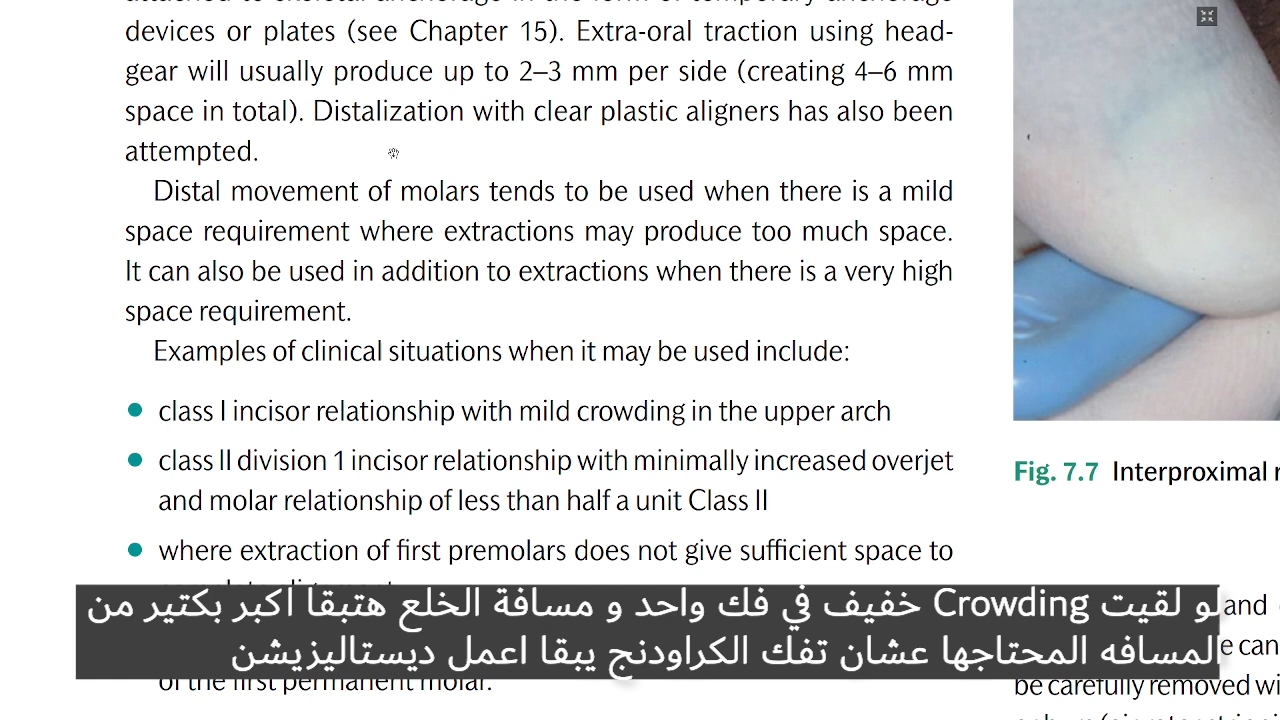 devices or plates (see Chapter 15). Extra-oral traction using head-
gear will usually produce up to 2–3 mm per side (creating 4–6 mm
space in total). Distalization with clear plastic aligners has also been
attempted.
Distal movement of molars tends to be used when there is a mild
space requirement where extractions may produce too much space.
It can also be used in addition to extractions when there is a very high
space requirement.
Examples of clinical situations when it may be used include:
● class I incisor relationship with mild crowding in the upper arch
● class II division 1 incisor relationship with minimally increased overjet
and molar relationship of less than half a unit Class II
● where extraction of first premolars does not give sufficient space to
of the first permanent molar.
Fig. 7.7 Interproximal
and
can
be carefully removed
لو لقيت Crowding خفيف في فك واحد و مسافة الخلع هتبقا اكبر بكتير من
المسافه المحتاجها عشان تفك الكراودنج يبقا اعمل ديستاليزيشن